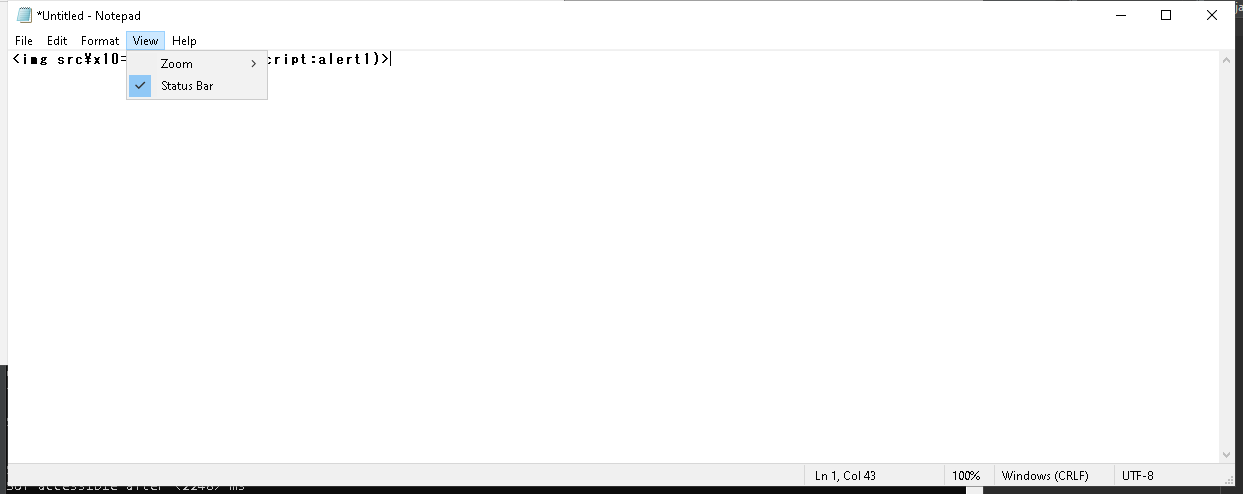 *Untitled - Notepad
File Edit Format View Help
<img src¥x10= cript:alert1)>
Zoom
Status Bar
Ln 1, Col 43 100% Windows (CRLF) UTF-8